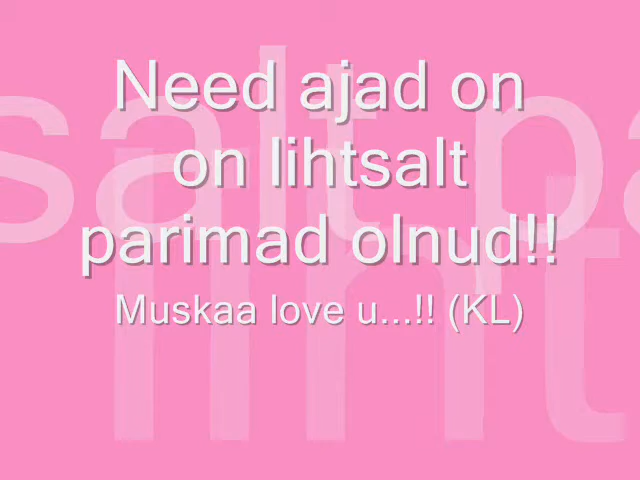 Need ajad on
on lihtsalt
parimad olnud!!
Muskaa love u...!! (KL)